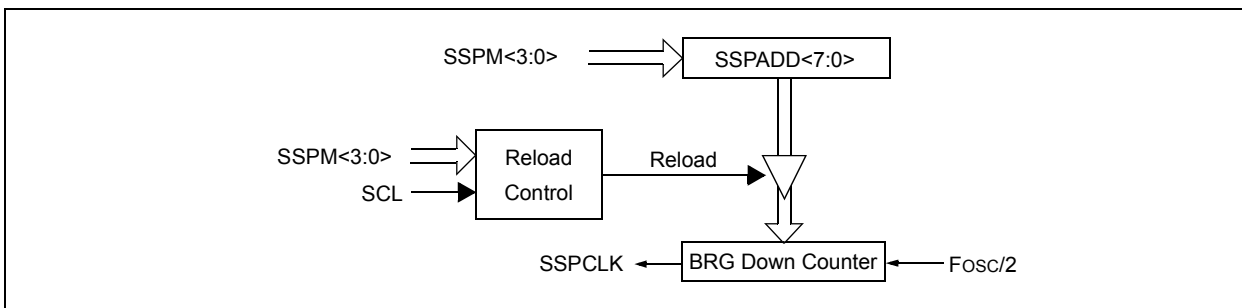 SSPM<3:0>
SSPADD<7:0>
SSPM<3:0>
SCL
Reload
Control
Reload
SSPCLK
BRG Down Counter
FOSC/2